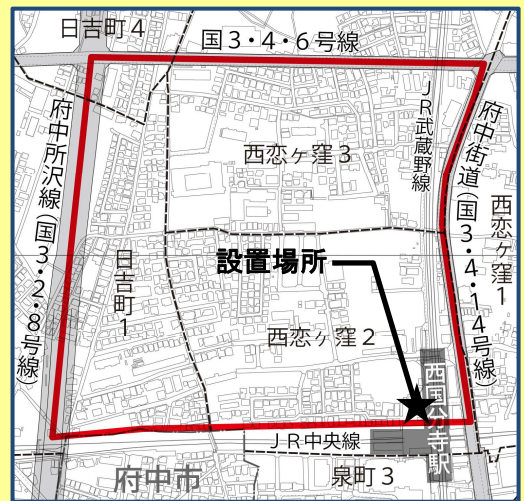 日吉町4
国3・4・6号線
JR武蔵野線
府中街道(国3・4・14号線)
西恋ヶ窪3
西恋ヶ窪1
府中所沢線(国3・2・8号線)
日吉町1
設置場所
西恋ヶ窪2
西国分寺駅
JR中央線
府中市
泉町3